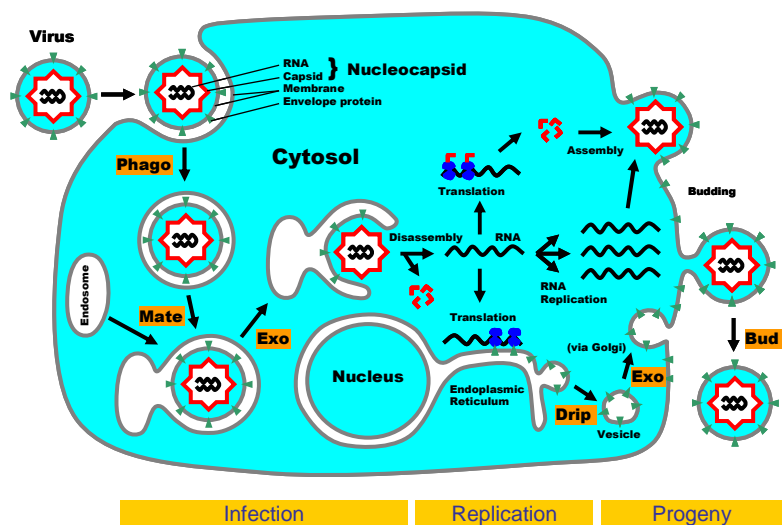 Virus
RNA
Capsid
Nucleocapsid
Membrane
Envelope protein
Phago
Cytosol
Translation
Assembly
Budding
Disassembly
RNA
RNA
Replication
Endosome
Mate
Exo
Translation
Nucleus
Endoplasmic
Reticulum
(via Golgi)
Exo
Drip
Vesicle
Bud
Infection
Replication
Progeny